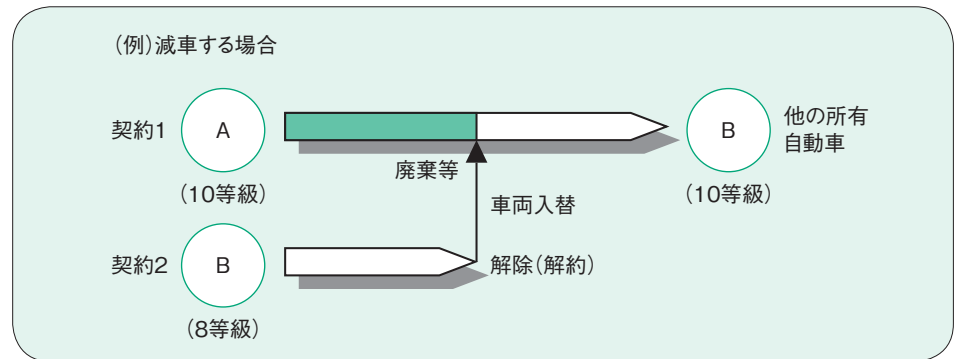 (例)減車する場合
契約1
A
B
他の所有
自動車
廃棄等
(10等級)
(10等級)
車両入替
契約2
B
解除(解約)
(8等級)